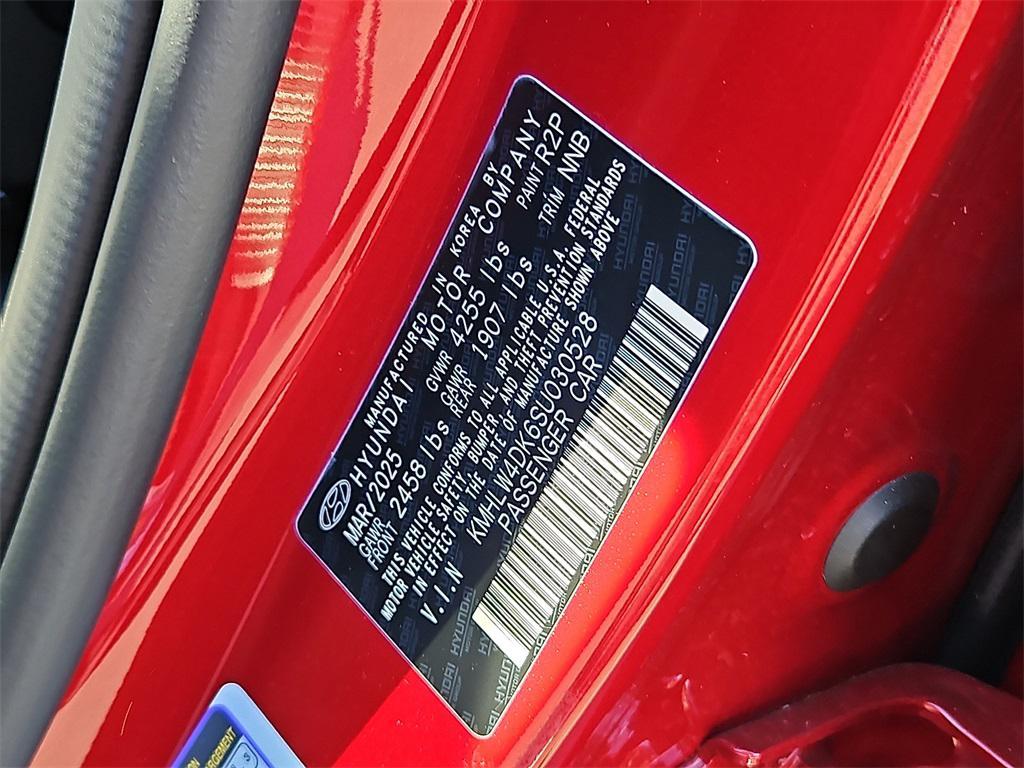 MANUFACTURED IN KOREA BY
HYUNDAI MOTOR COMPANY
MAR/2025 GVWR 4255 lbs PAINT R2P
GAWR FRONT 2458 lbs GAWR REAR 1907 lbs TRIM NNB
THIS VEHICLE CONFORMS TO ALL APPLICABLE U.S.A. FEDERAL
MOTOR VEHICLE SAFETY, BUMPER, AND THEFT PREVENTION STANDARDS
IN EFFECT ON THE DATE OF MANUFACTURE SHOWN ABOVE
V.I.N KMHLW4DK6SU030528
PASSENGER CAR